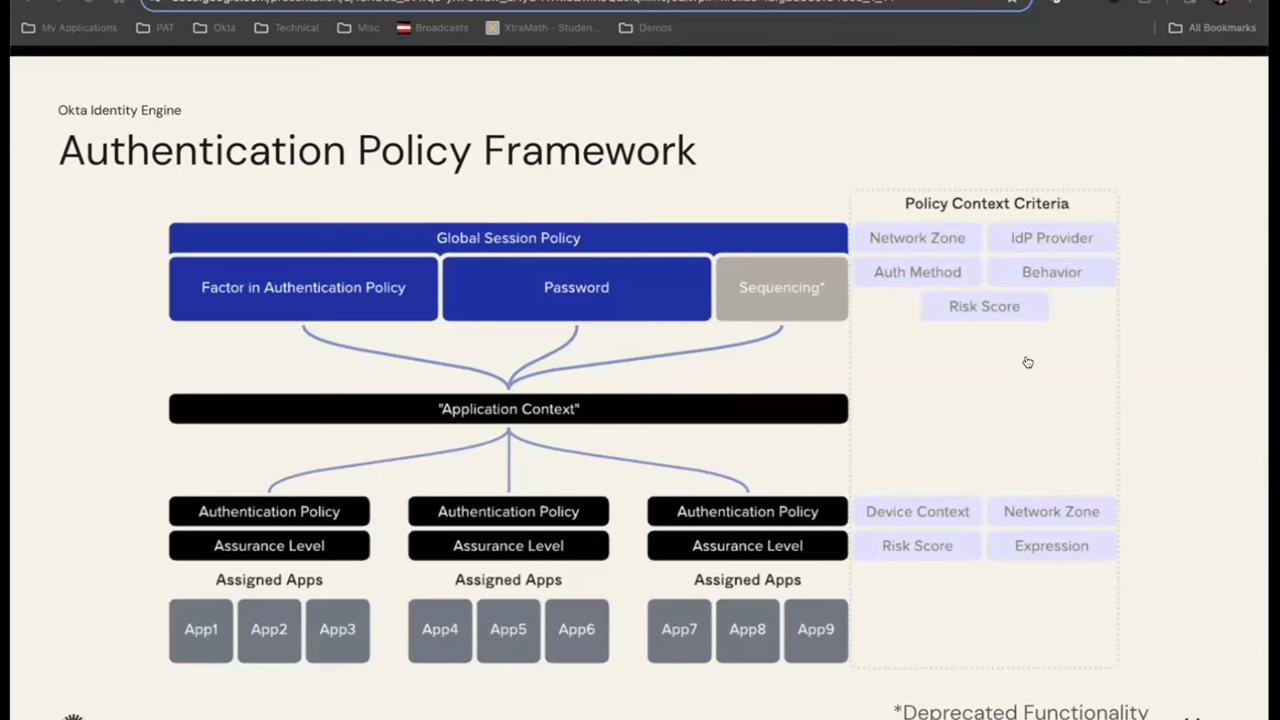 My Applications PAT Okta Technical Misc Broadcasts XtraMath - Studen... Demos All Bookmarks
Okta Identity Engine
Authentication Policy Framework
Policy Context Criteria
Global Session Policy
Network Zone IdP Provider
Factor in Authentication Policy Password Sequencing*
Auth Method Behavior
Risk Score
"Application Context"
Authentication Policy Authentication Policy Authentication Policy Device Context Network Zone
Assurance Level Assurance Level Assurance Level Risk Score Expression
Assigned Apps Assigned Apps Assigned Apps
App1 App2 App3 App4 App5 App6 App7 App8 App9
*Deprecated Functionality